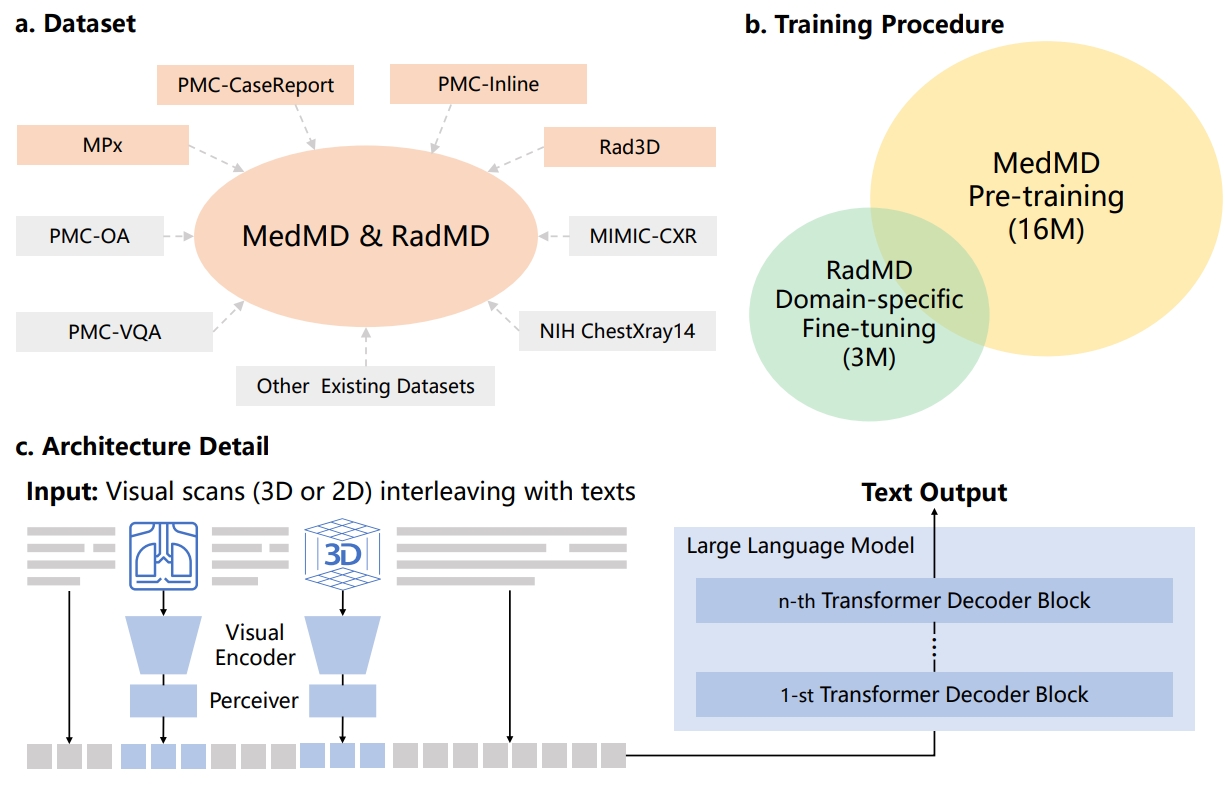 a. Dataset
PMC-CaseReport
PMC-Inline
MPx
Rad3D
PMC-OA
MedMD & RadMD
MIMIC-CXR
PMC-VQA
NIH ChestXray14
Other Existing Datasets
b. Training Procedure
MedMD
Pre-training
(16M)
RadMD
Domain-specific
Fine-tuning
(3M)
c. Architecture Detail
Input: Visual scans (3D or 2D) interleaving with texts
3D
Visual
Encoder
Perceiver
Text Output
Large Language Model
n-th Transformer Decoder Block
1-st Transformer Decoder Block